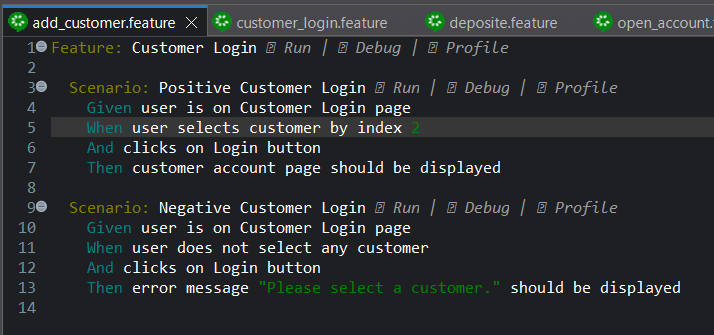 add_customer.feature × customer_login.feature deposite.feature open_account.
1 Feature: Customer Login Run | Debug | Profile
2
3 Scenario: Positive Customer Login Run | Debug | Profile
4 Given user is on Customer Login page
5 When user selects customer by index 2
6 And clicks on Login button
7 Then customer account page should be displayed
8
9 Scenario: Negative Customer Login Run | Debug | Profile
10 Given user is on Customer Login page
11 When user does not select any customer
12 And clicks on Login button
13 Then error message "Please select a customer." should be displayed
14